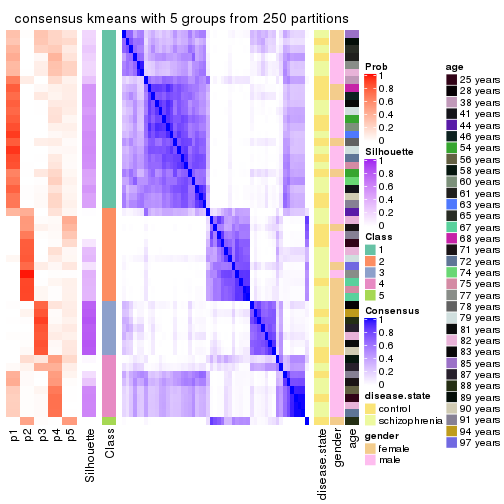 consensus kmeans with 5 groups from 250 partitions
p1
p2
p3
p4
p5
Silhouette
Class
disease.state
gender
age
Prob
1
0.8
0.6
0.4
0.2
0
Silhouette
1
0.8
0.6
0.4
0.2
0
Class
1
2
3
4
5
Consensus
1
0.8
0.6
0.4
0.2
0
disease.state
control
schizophrenia
gender
female
male
age
25 years
28 years
38 years
41 years
44 years
46 years
54 years
56 years
58 years
60 years
61 years
63 years
65 years
67 years
68 years
71 years
72 years
74 years
75 years
77 years
78 years
79 years
81 years
82 years
83 years
85 years
87 years
88 years
89 years
90 years
91 years
94 years
97 years